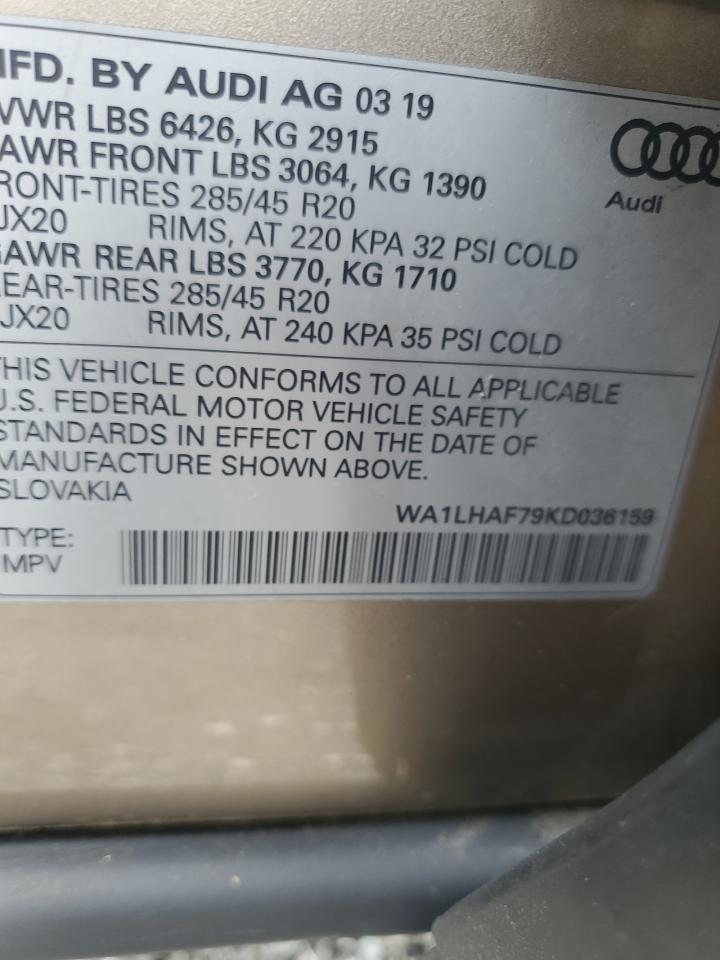 MFD. BY AUDI AG 03 19
VWR LBS 6426, KG 2915
AWR FRONT LBS 3064, KG 1390
RONT-TIRES 285/45 R20
JX20 RIMS, AT 220 KPA 32 PSI COLD
GAWR REAR LBS 3770, KG 1710
EAR-TIRES 285/45 R20
JX20 RIMS, AT 240 KPA 35 PSI COLD
Audi
THIS VEHICLE CONFORMS TO ALL APPLICABLE
U.S. FEDERAL MOTOR VEHICLE SAFETY
STANDARDS IN EFFECT ON THE DATE OF
MANUFACTURE SHOWN ABOVE.
SLOVAKIA
WA1LHAF79KD036159
TYPE:
MPV